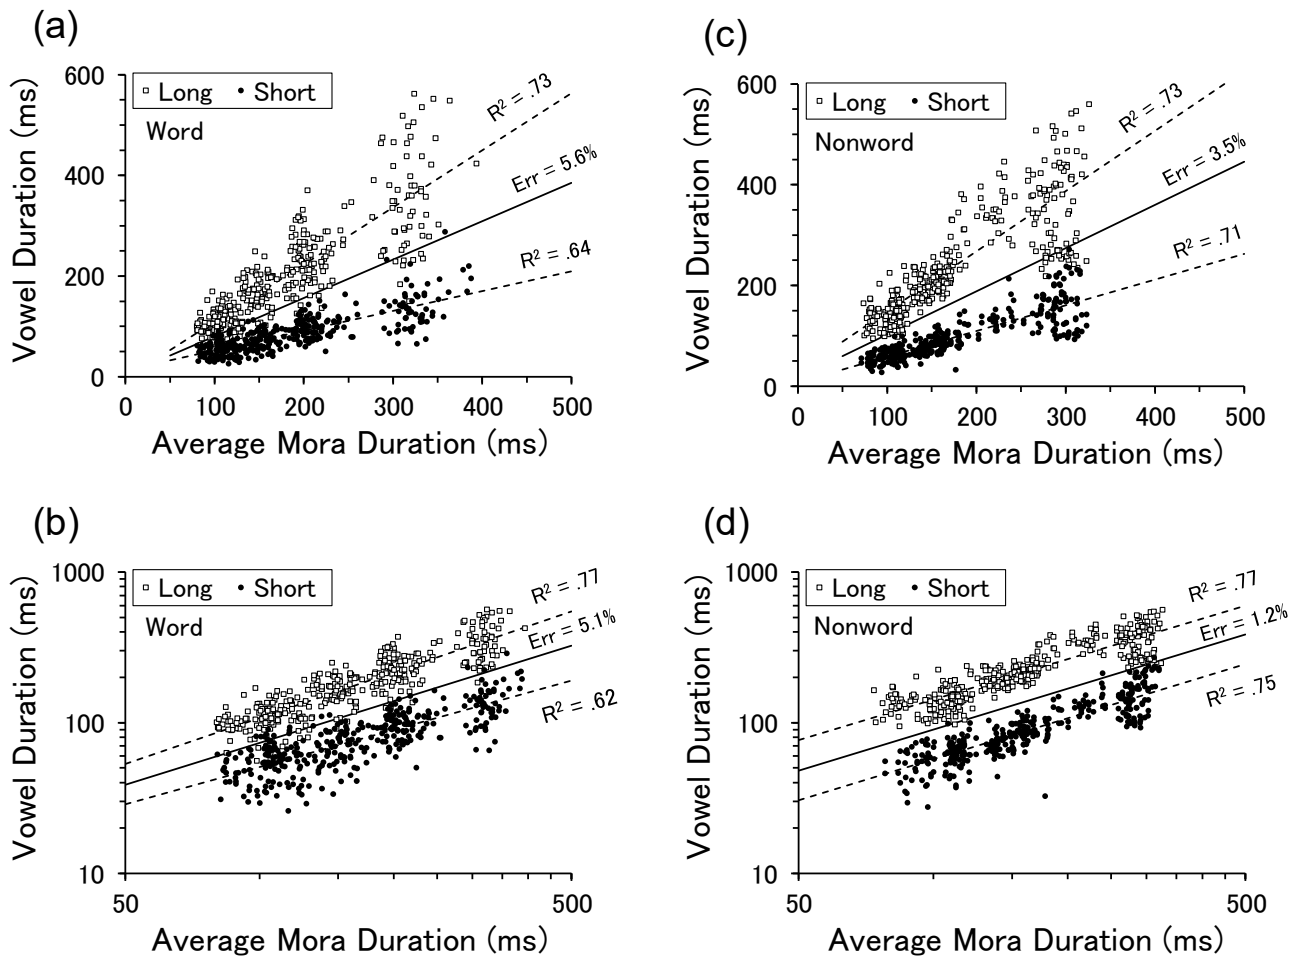 (a)
600
400
200
0
0 100 200 300 400 500
Vowel Duration (ms)
Average Mora Duration (ms)
Long Short
Word
R² = .73
Err = 5.6%
R² = .64
(c)
600
400
200
0
0 100 200 300 400 500
Vowel Duration (ms)
Average Mora Duration (ms)
Long Short
Nonword
R² = .73
Err = 3.5%
R² = .71
(b)
1000
100
10
50 500
Vowel Duration (ms)
Average Mora Duration (ms)
Long Short
Word
R² = .77
Err = 5.1%
R² = .62
(d)
1000
100
10
50 500
Vowel Duration (ms)
Average Mora Duration (ms)
Long Short
Nonword
R² = .77
Err = 1.2%
R² = .75